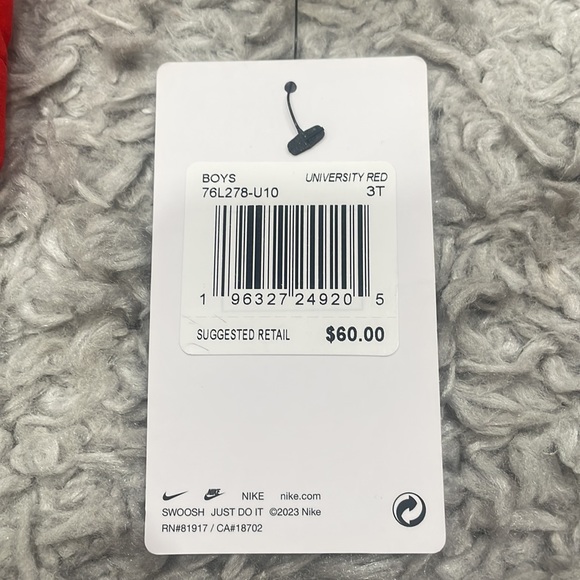 BOYS UNIVERSITY RED
76L278-U10 3T
1 96327 24920 5
SUGGESTED RETAIL $60.00
NIKE NIKE nike.com
SWOOSH JUST DO IT ©2023 Nike
RN#81917 / CA#18702